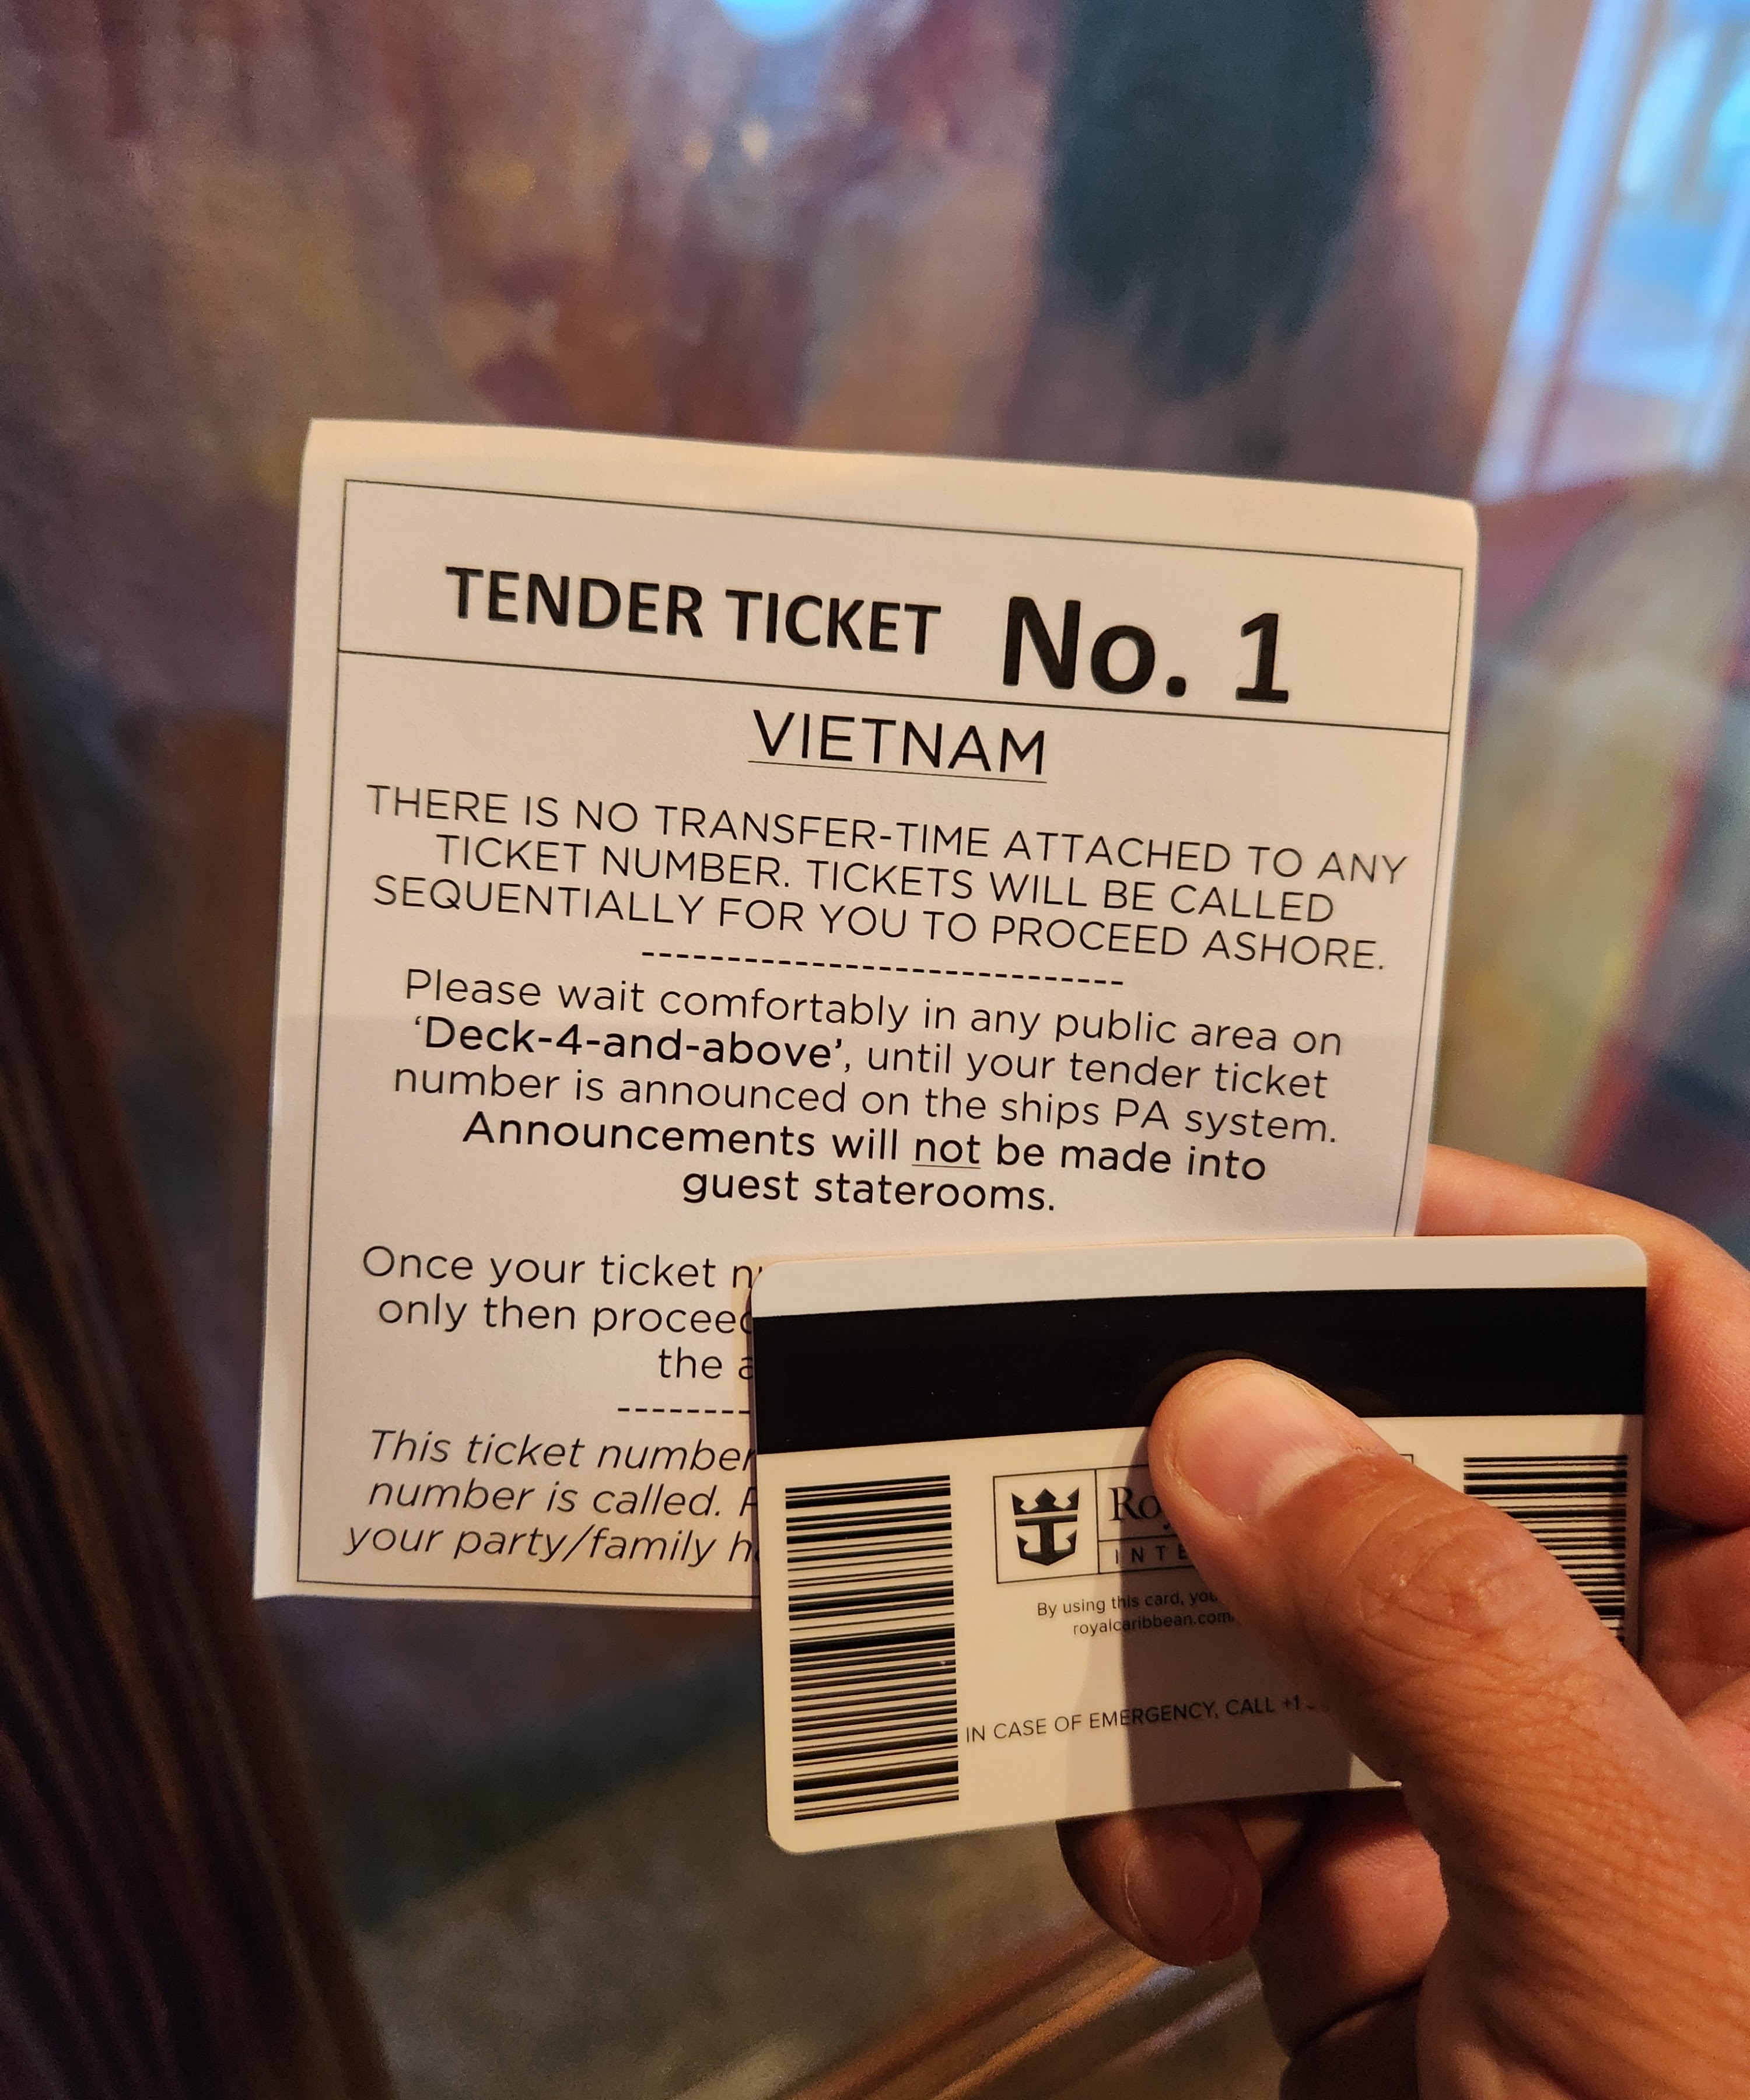 TENDER TICKET No. 1
VIETNAM
THERE IS NO TRANSFER-TIME ATTACHED TO ANY
TICKET NUMBER. TICKETS WILL BE CALLED
SEQUENTIALLY FOR YOU TO PROCEED ASHORE.
----------------------------
Please wait comfortably in any public area on
‘Deck-4-and-above’, until your tender ticket
number is announced on the ships PA system.
Announcements will not be made into
guest staterooms.
Once your ticket
only then
the
--------
This ticket number
number is called.
your party/family
By using this card,
royalcaribbean.com
IN CASE OF EMERGENCY, CALL +1